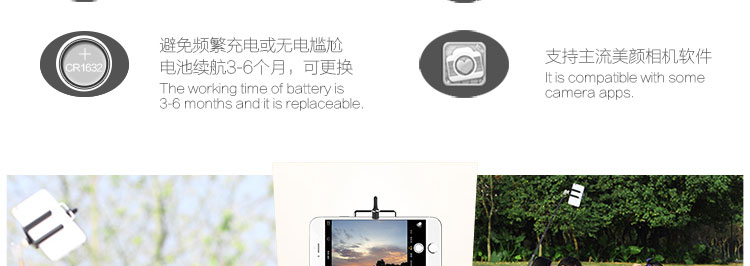 CR1632
避免频繁充电或无电尴尬
电池续航3-6个月，可更换
The working time of battery is
3-6 months and it is replaceable.
支持主流美颜相机软件
It is compatible with some
camera apps.